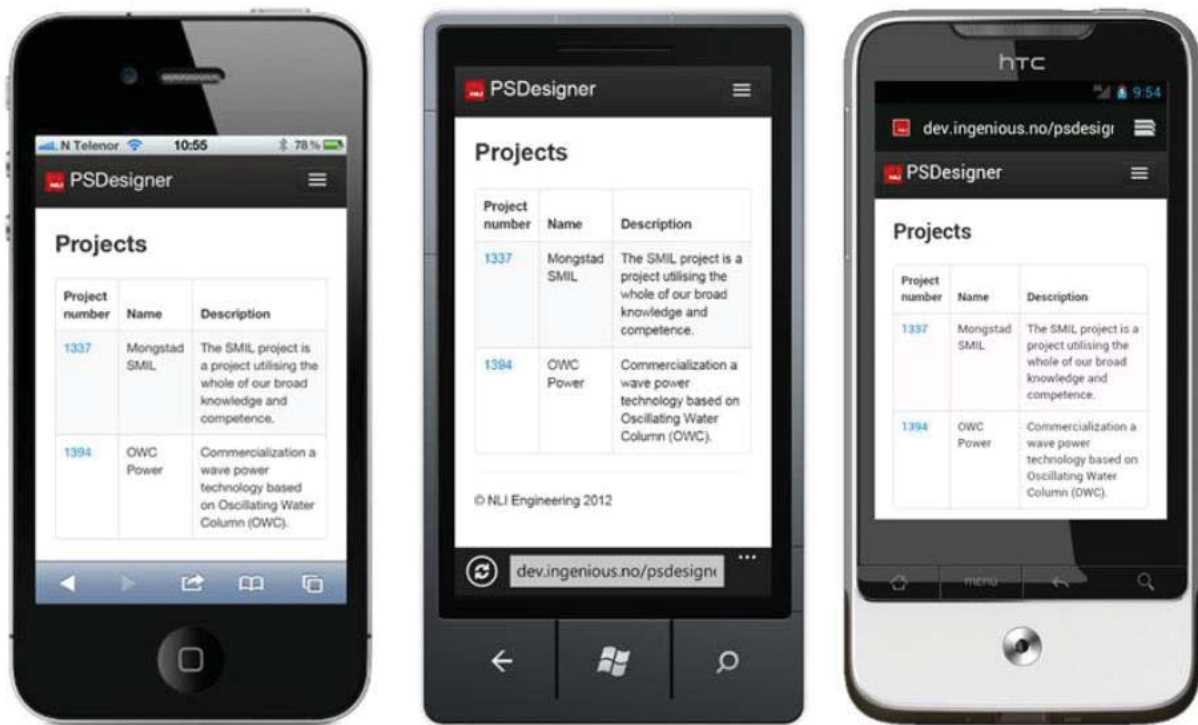 N Telenor 10:55 78%
NLI PSDesigner
Projects
Project
number Name Description
1337 Mongstad The SMIL project is
SMIL a project utilising the
whole of our broad
knowledge and
competence.
1394 OWC Commercialization a
Power wave power
technology based
on Oscillating Water
Column (OWC).
NLI PSDesigner
Projects
Project
number Name Description
1337 Mongstad The SMIL project is a
SMIL project utilising the
whole of our broad
knowledge and
competence.
1394 OWC Commercialization a
Power wave power
technology based on
Oscillating Water
Column (OWC).
© NLI Engineering 2012
dev.ingenious.no/psdesigne
hTC
9:54
dev.ingenious.no/psdesigr
NLI PSDesigner
Projects
Project
number Name Description
1337 Mongstad The SMIL project is a
SMIL project utilising the
whole of our broad
knowledge and
competence.
1394 OWC Commercialization a
Power wave power
technology based on
Oscillating Water
Column (OWC).
menu